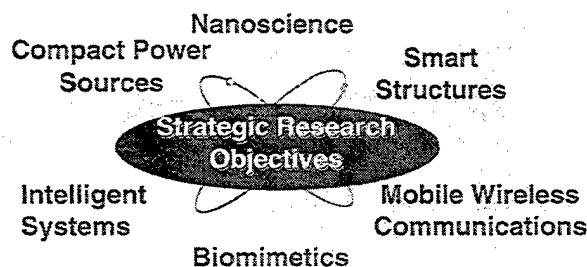 Nanoscience
Compact Power
Sources
Smart
Structures
Strategic Research
Objectives
Intelligent
Systems
Mobile Wireless
Communications
Biomimetics